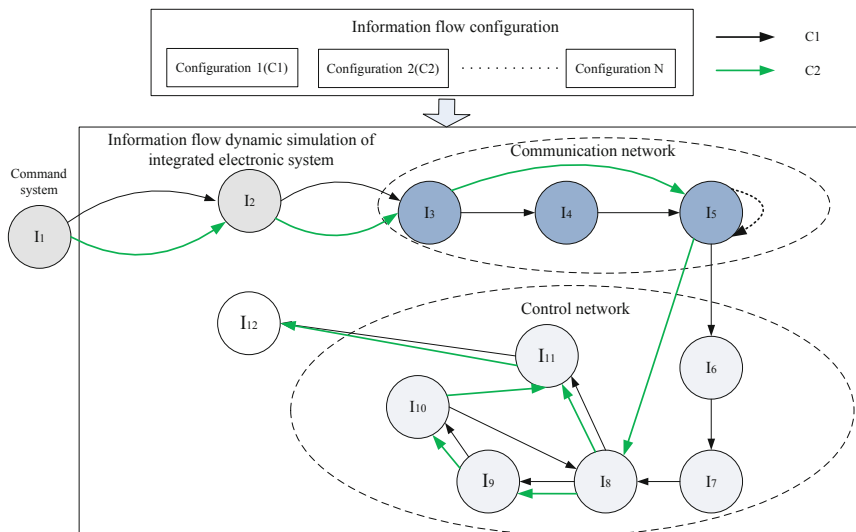 Information flow configuration
Configuration 1(C1)
Configuration 2(C2)
Configuration N
C1
C2
Information flow dynamic simulation of
integrated electronic system
Communication network
Command
system
I1
I2
I3
I4
I5
Control network
I12
I11
I6
I10
I9
I8
I7